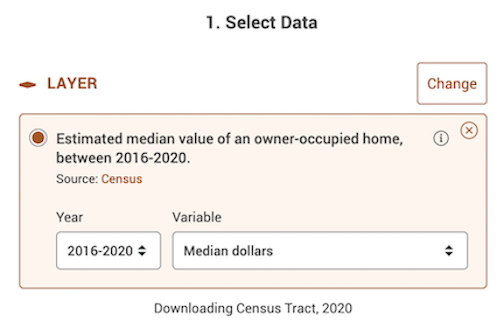 1. Select Data
LAYER
Change
Estimated median value of an owner-occupied home,
between 2016-2020.
Source: Census
Year
Variable
2016-2020
Median dollars
Downloading Census Tract, 2020